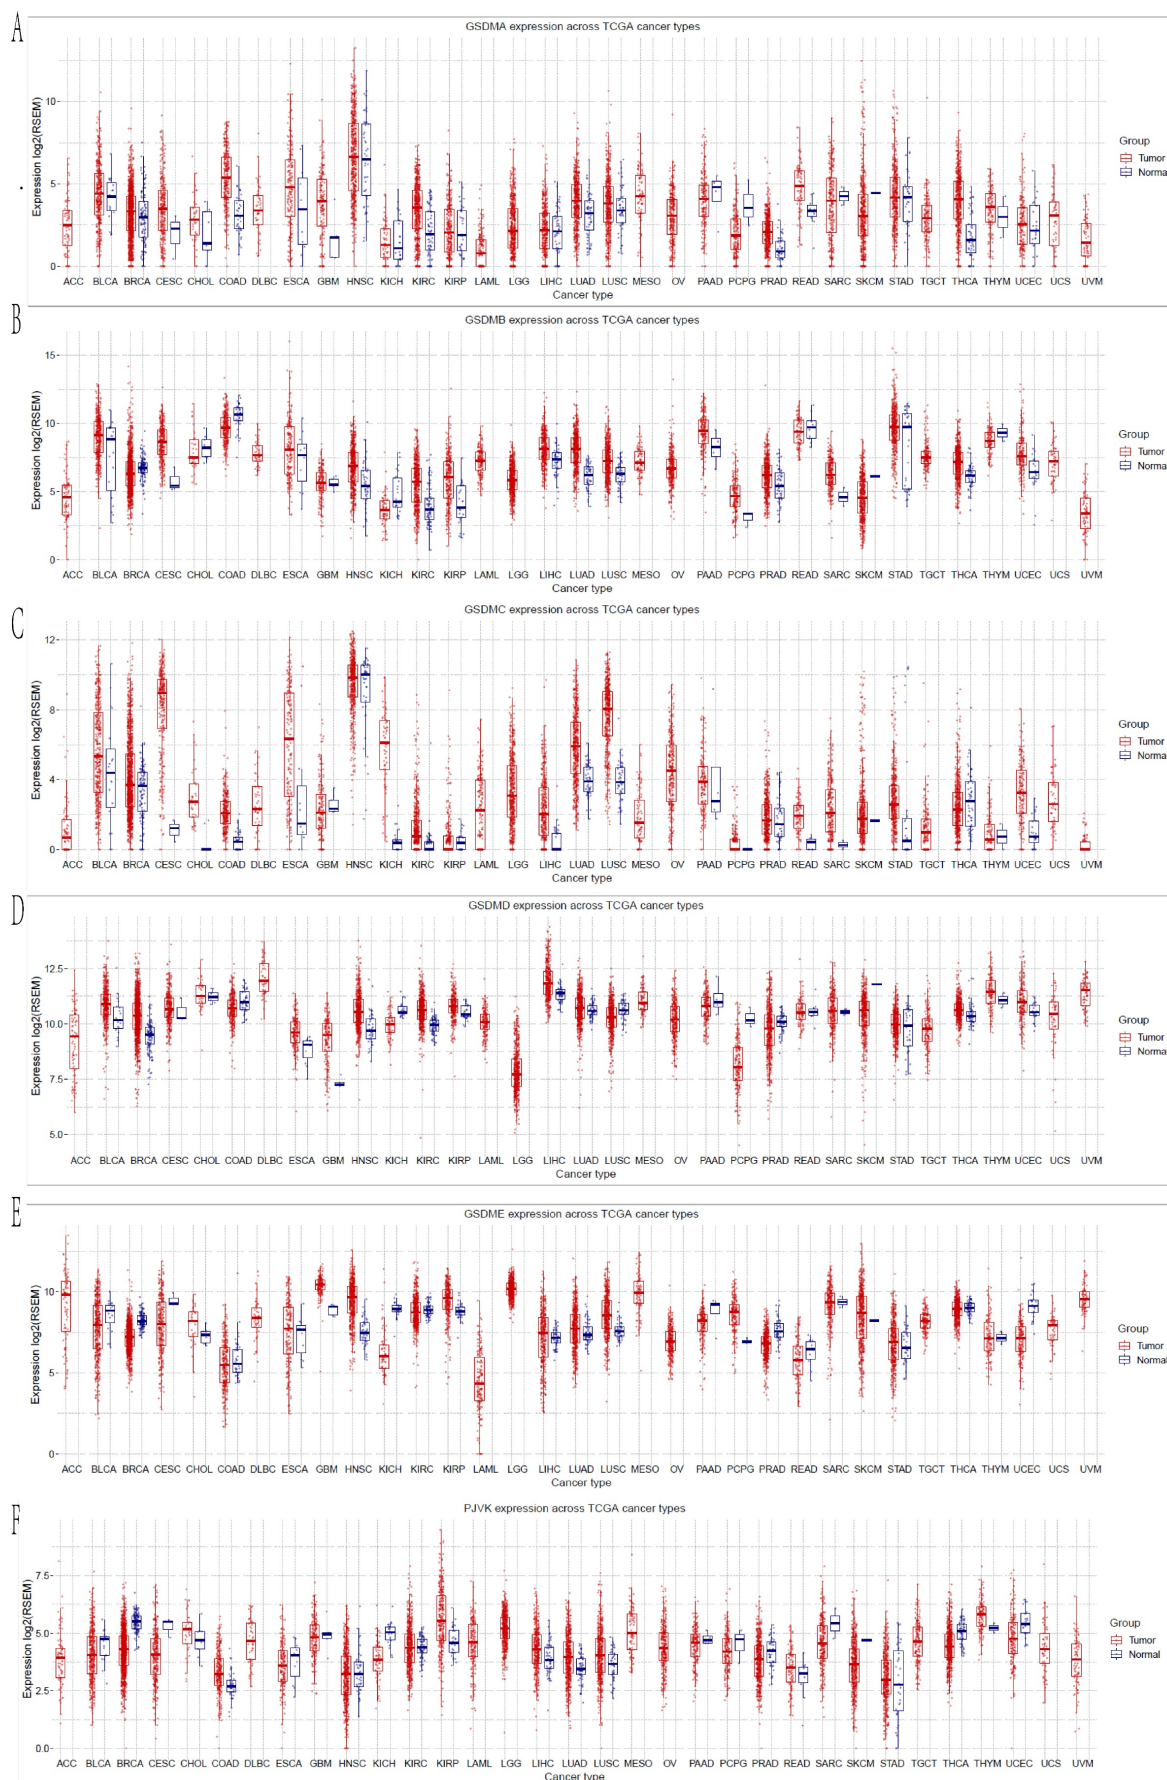 A
GSDMA expression across TCGA cancer types
Expression log2(RSEM)
10
5
0
ACC BLCA BRCA CESC CHOL COAD DLBC ESCA GBM HNSC KICH KIRC KIRP LAML LGG LIHC LUAD LUSC MESO OV PAAD PCPG PRAD READ SARC SKCM STAD TGCT THCA THYM UCEC UCS UVM
Cancer type
Group
Tumor
Norma
B
GSDMB expression across TCGA cancer types
Expression log2(RSEM)
15
10
5
0
ACC BLCA BRCA CESC CHOL COAD DLBC ESCA GBM HNSC KICH KIRC KIRP LAML LGG LIHC LUAD LUSC MESO OV PAAD PCPG PRAD READ SARC SKCM STAD TGCT THCA THYM UCEC UCS UVM
Cancer type
Group
Tumor
Normal
C
GSDMC expression across TCGA cancer types
Expression log2(RSEM)
12
8
4
0
ACC BLCA BRCA CESC CHOL COAD DLBC ESCA GBM HNSC KICH KIRC KIRP LAML LGG LIHC LUAD LUSC MESO OV PAAD PCPG PRAD READ SARC SKCM STAD TGCT THCA THYM UCEC UCS UVM
Cancer type
Group
Tumor
Normal
D
GSDMD expression across TCGA cancer types
Expression log2(RSEM)
12.5
10.0
7.5
5.0
ACC BLCA BRCA CESC CHOL COAD DLBC ESCA GBM HNSC KICH KIRC KIRP LAML LGG LIHC LUAD LUSC MESO OV PAAD PCPG PRAD READ SARC SKCM STAD TGCT THCA THYM UCEC UCS UVM
Cancer type
Group
Tumor
Normal
E
GSDME expression across TCGA cancer types
Expression log2(RSEM)
10
5
0
ACC BLCA BRCA CESC CHOL COAD DLBC ESCA GBM HNSC KICH KIRC KIRP LAML LGG LIHC LUAD LUSC MESO OV PAAD PCPG PRAD READ SARC SKCM STAD TGCT THCA THYM UCEC UCS UVM
Cancer type
Group
Tumor
Normal
F
PJVK expression across TCGA cancer types
Expression log2(RSEM)
7.5
5.0
2.5
0.0
ACC BLCA BRCA CESC CHOL COAD DLBC ESCA GBM HNSC KICH KIRC KIRP LAML LGG LIHC LUAD LUSC MESO OV PAAD PCPG PRAD READ SARC SKCM STAD TGCT THCA THYM UCEC UCS UVM
Cancer type
Group
Tumor
Normal